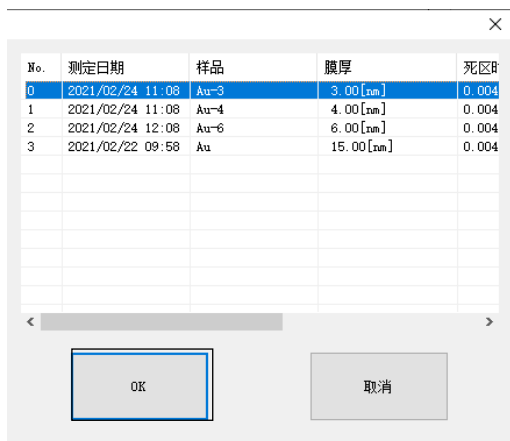 No. 测定日期 样品 膜厚 死区
0 2021/02/24 11:08 Au-3 3.00[nm] 0.004
1 2021/02/24 11:08 Au-4 4.00[nm] 0.004
2 2021/02/24 12:08 Au-6 6.00[nm] 0.004
3 2021/02/22 09:58 Au 15.00[nm] 0.004
OK 取消